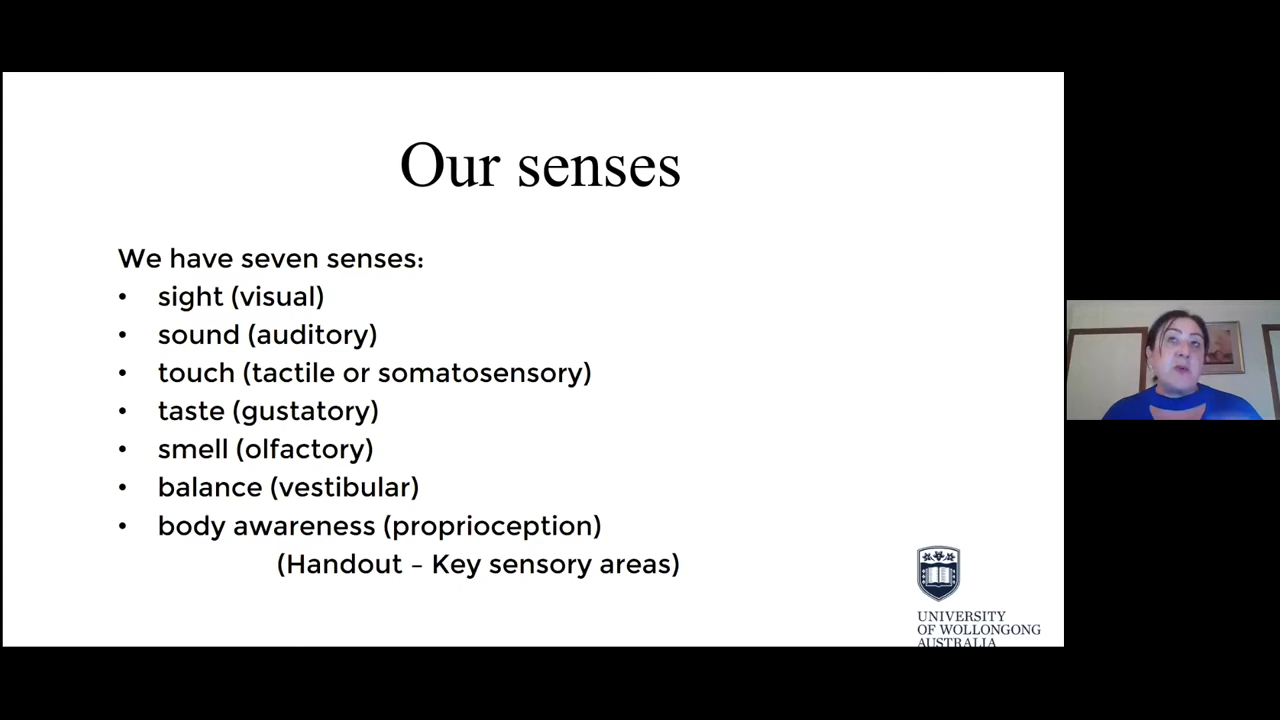 Our senses
We have seven senses:
• sight (visual)
• sound (auditory)
• touch (tactile or somatosensory)
• taste (gustatory)
• smell (olfactory)
• balance (vestibular)
• body awareness (proprioception)
(Handout – Key sensory areas)
UNIVERSITY
OF WOLLONGONG
AUSTRALIA